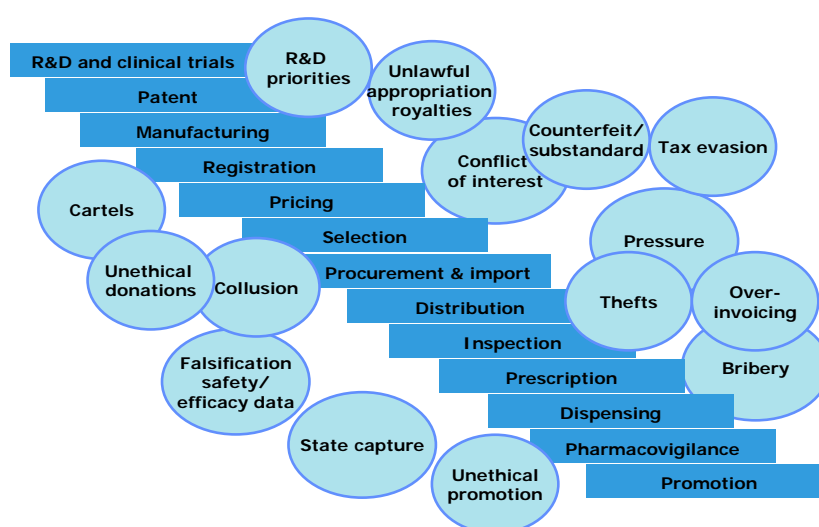 R&D and clinical trials
R&D
priorities
Unlawful
appropriation
royalties
Patent
Manufacturing
Counterfeit/
substandard
Tax evasion
Registration
Conflict
of interest
Cartels
Pricing
Selection
Pressure
Unethical
donations
Collusion
Procurement & import
Distribution
Thefts
Over-
invoicing
Inspection
Falsification
safety/
efficacy data
Prescription
Bribery
Dispensing
State capture
Pharmacovigilance
Unethical
promotion
Promotion